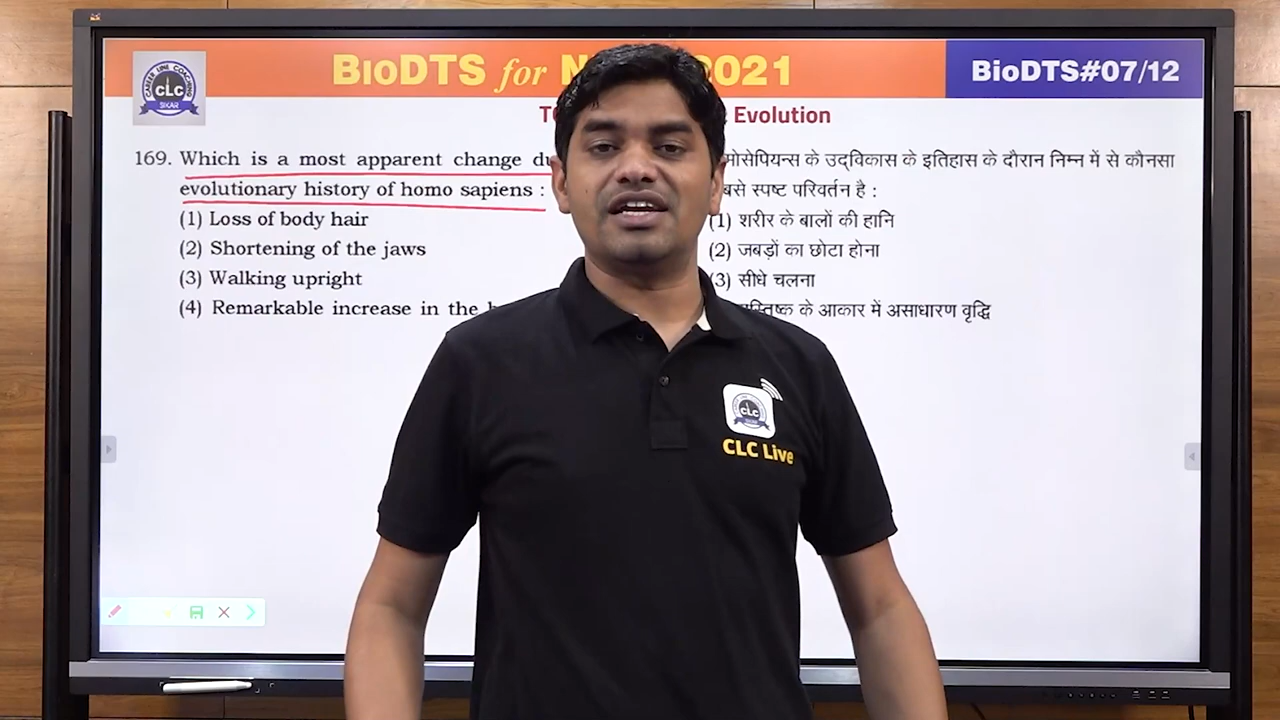 BIODTS for N 2021
BIODTS#07/12
CAREER LINE COACHING
CLC
SIKAR
Evolution
169. Which is a most apparent change
evolutionary history of homo sapiens :
(1) Loss of body hair
(2) Shortening of the jaws
(3) Walking upright
(4) Remarkable increase in the
के उद्विकास के इतिहास के दौरान निम्न में से कौनसा
स्पष्ट परिवर्तन है :
(1) शरीर के बालों की हानि
(2) जबड़ों का छोटा होना
(3) सीधे चलना
के आकार में असाधारण वृद्धि
CLC
CLC Live